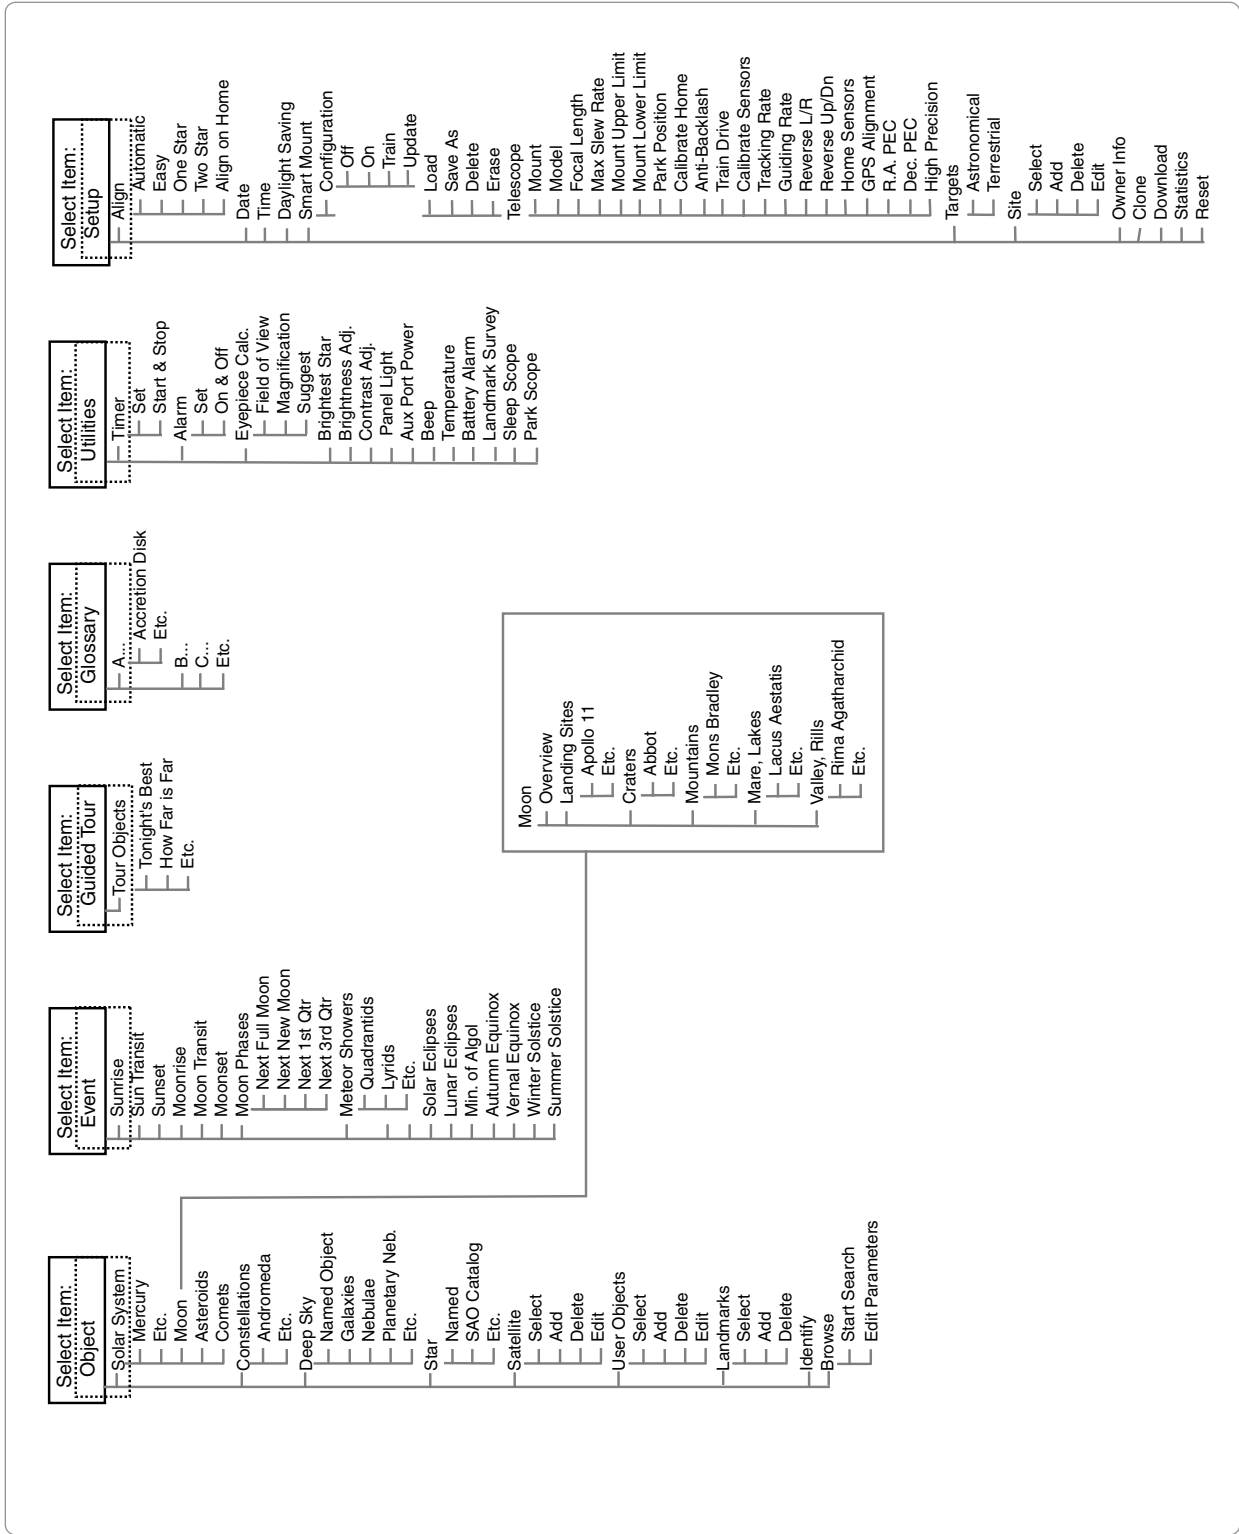 Select Item:
Object
Solar System
Mercury
Etc.
Moon
Asteroids
Comets
Constellations
Andromeda
Etc.
Deep Sky
Named Object
Galaxies
Nebulae
Planetary Neb.
Etc.
Star
Named
SAO Catalog
Etc.
Satellite
Select
Add
Delete
Edit
User Objects
Select
Add
Delete
Edit
Landmarks
Select
Add
Delete
Identify
Browse
Start Search
Edit Parameters
Select Item:
Event
Sunrise
Sun Transit
Sunset
Moonrise
Moon Transit
Moonset
Moon Phases
Next Full Moon
Next New Moon
Next 1st Qtr
Next 3rd Qtr
Meteor Showers
Quadrantids
Lyrids
Etc.
Solar Eclipses
Lunar Eclipses
Min. of Algol
Autumn Equinox
Vernal Equinox
Winter Solstice
Summer Solstice
Moon
Overview
Landing Sites
Apollo 11
Etc.
Craters
Abbot
Etc.
Mountains
Mons Bradley
Etc.
Mare, Lakes
Lacus Aestatis
Etc.
Valley, Rills
Rima Agatharchid
Etc.
Select Item:
Guided Tour
Tour Objects
Tonight's Best
How Far is Far
Etc.
Select Item:
Glossary
A...
Accretion Disk
Etc.
B...
C...
Etc.
Select Item:
Utilities
Timer
Set
Start & Stop
Alarm
Set
On & Off
Eyepiece Calc.
Field of View
Magnification
Suggest
Brightest Star
Brightness Adj.
Contrast Adj.
Panel Light
Aux Port Power
Beep
Temperature
Battery Alarm
Landmark Survey
Sleep Scope
Park Scope
Select Item:
Setup
Align
Automatic
Easy
One Star
Two Star
Align on Home
Date
Time
Daylight Saving
Smart Mount
Configuration
Off
On
Train
Update
Load
Save As
Delete
Erase
Telescope
Mount
Model
Focal Length
Max Slew Rate
Mount Upper Limit
Mount Lower Limit
Park Position
Calibrate Home
Anti-Backlash
Train Drive
Calibrate Sensors
Tracking Rate
Guiding Rate
Reverse L/R
Reverse Up/Dn
Home Sensors
GPS Alignment
R.A. PEC
Dec. PEC
High Precision
Targets
Astronomical
Terrestrial
Site
Select
Add
Delete
Edit
Owner Info
Clone
Download
Statistics
Reset